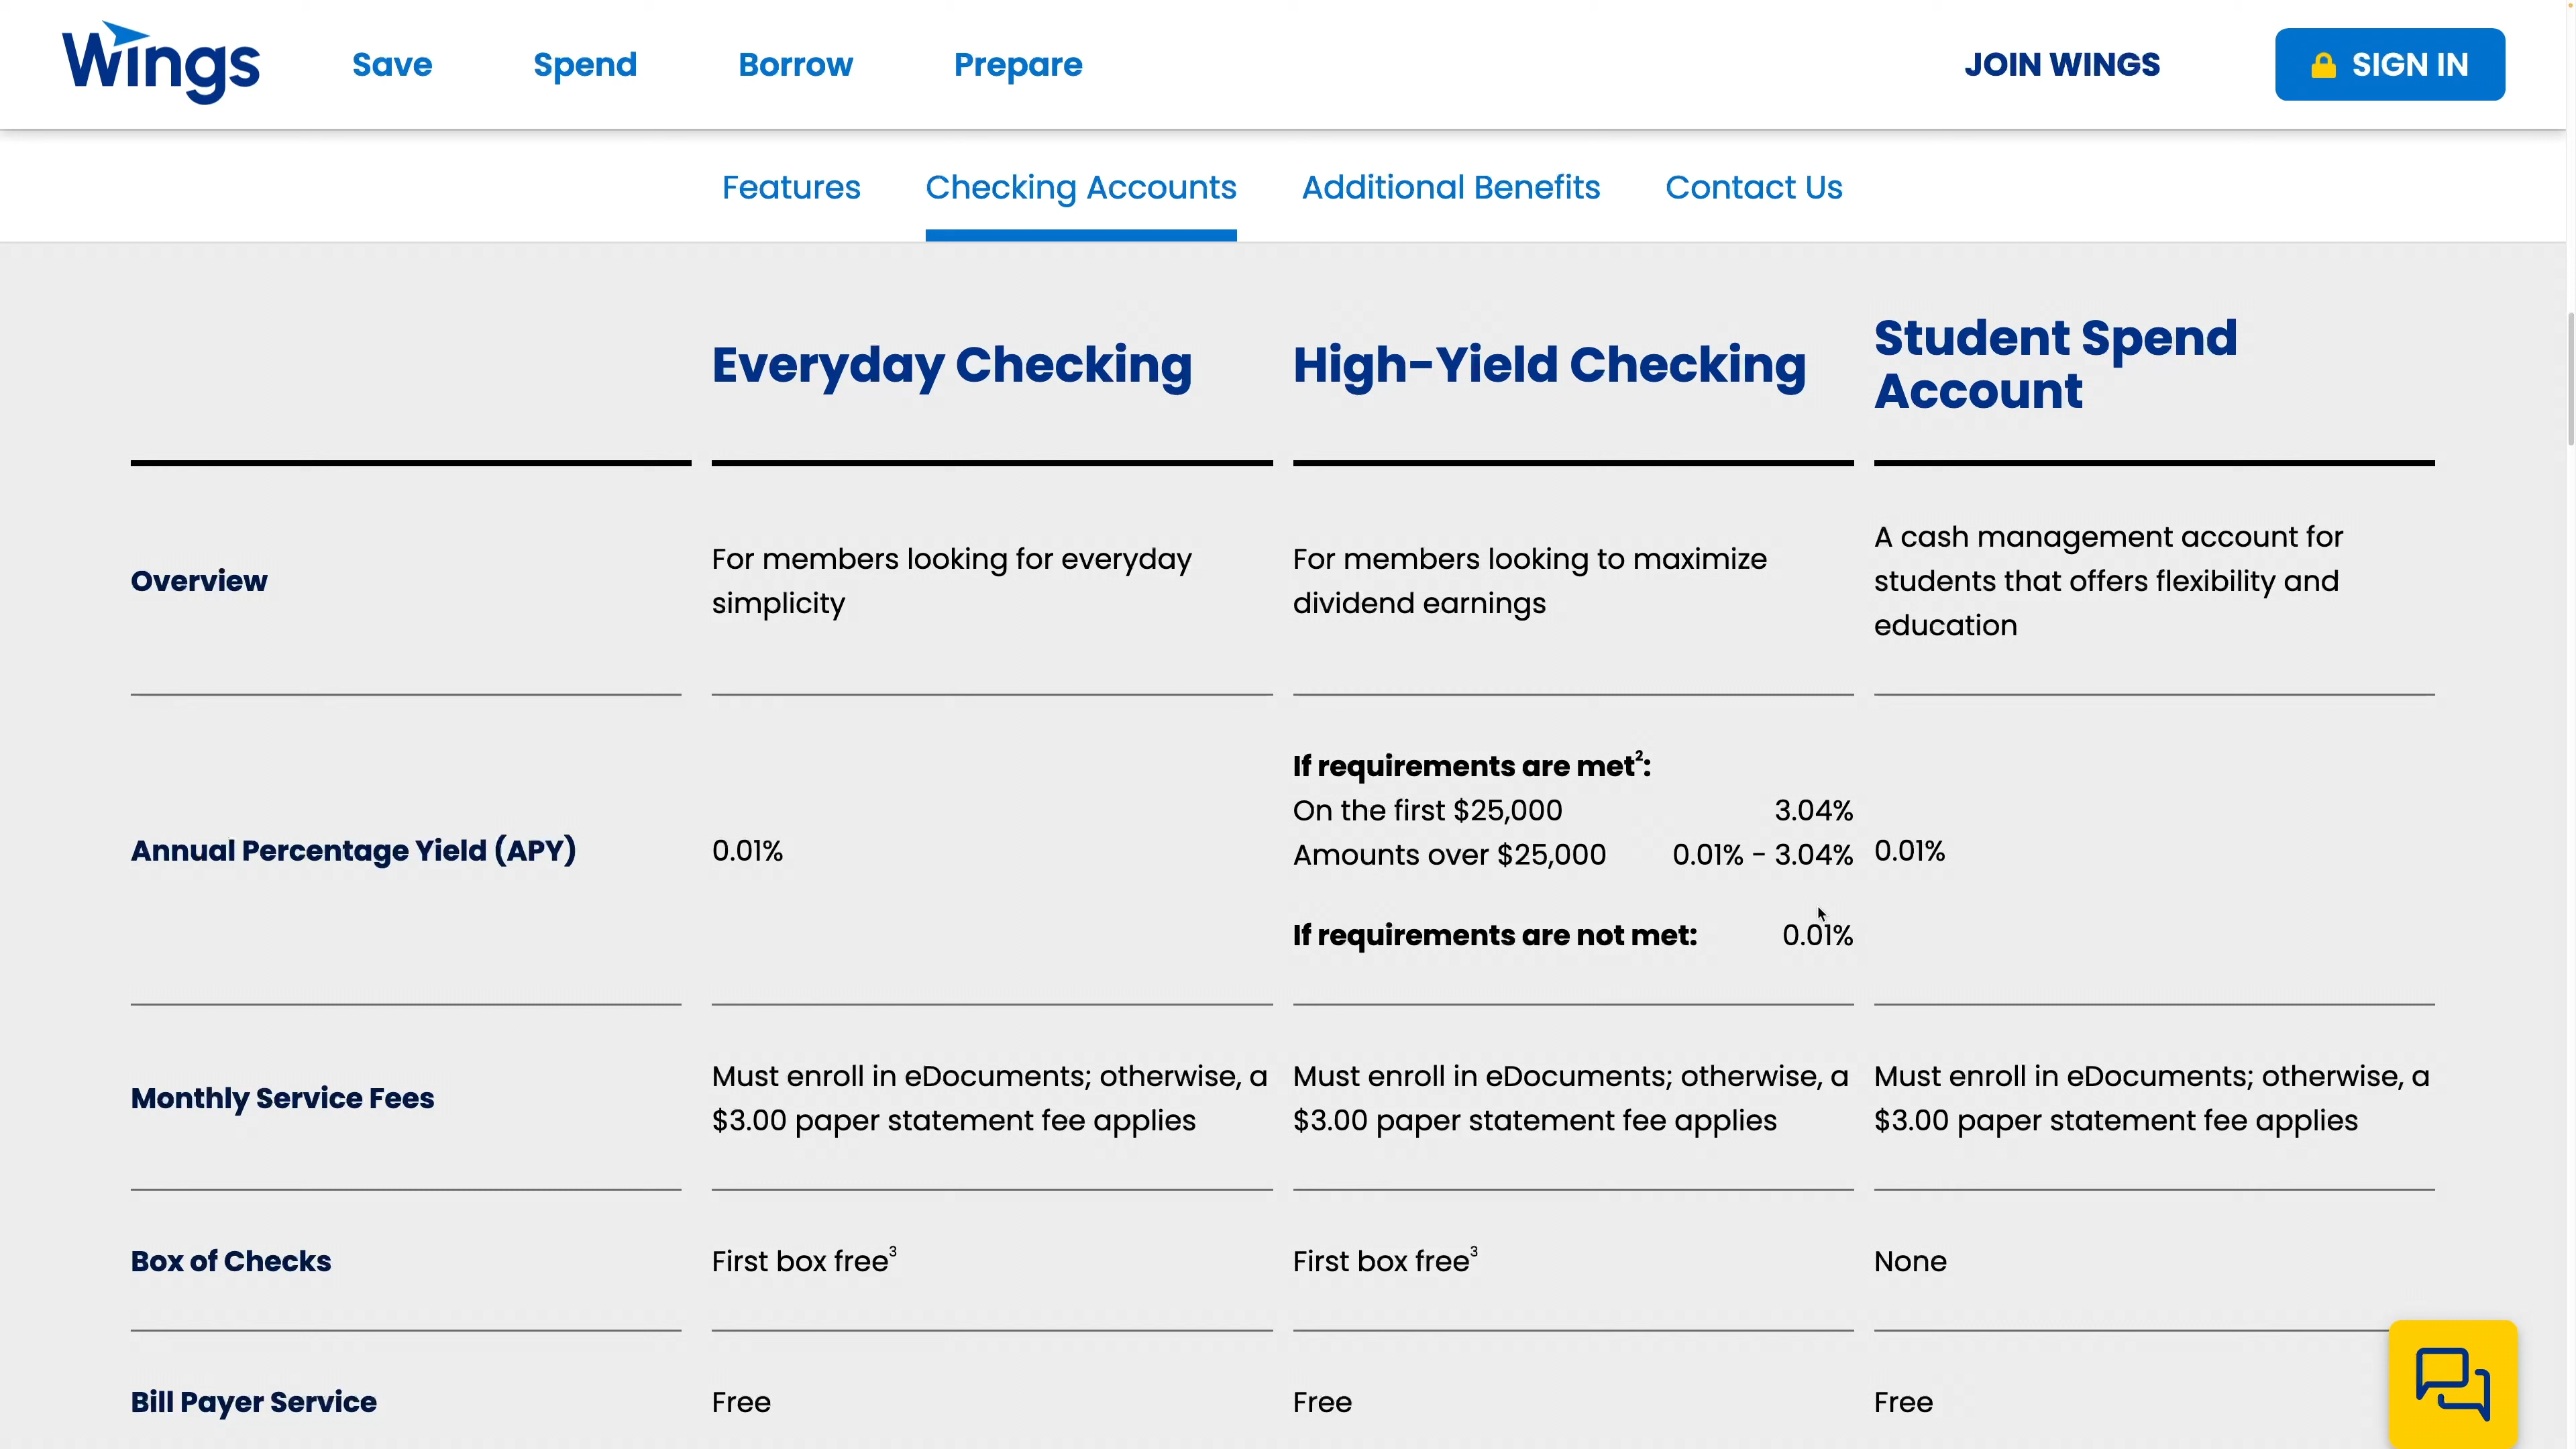 Wings
Save
Spend
Borrow
Prepare
JOIN WINGS
SIGN IN
Features
Checking Accounts
Additional Benefits
Contact Us
Everyday Checking
High-Yield Checking
Student Spend
Account
Overview
For members looking for everyday
simplicity
For members looking to maximize
dividend earnings
A cash management account for
students that offers flexibility and
education
Annual Percentage Yield (APY)
0.01%
If requirements are met²:
On the first $25,000 3.04%
Amounts over $25,000 0.01% - 3.04%
If requirements are not met: 0.01%
0.01%
Monthly Service Fees
Must enroll in eDocuments; otherwise, a
$3.00 paper statement fee applies
Must enroll in eDocuments; otherwise, a
$3.00 paper statement fee applies
Must enroll in eDocuments; otherwise, a
$3.00 paper statement fee applies
Box of Checks
First box free³
First box free³
None
Bill Payer Service
Free
Free
Free